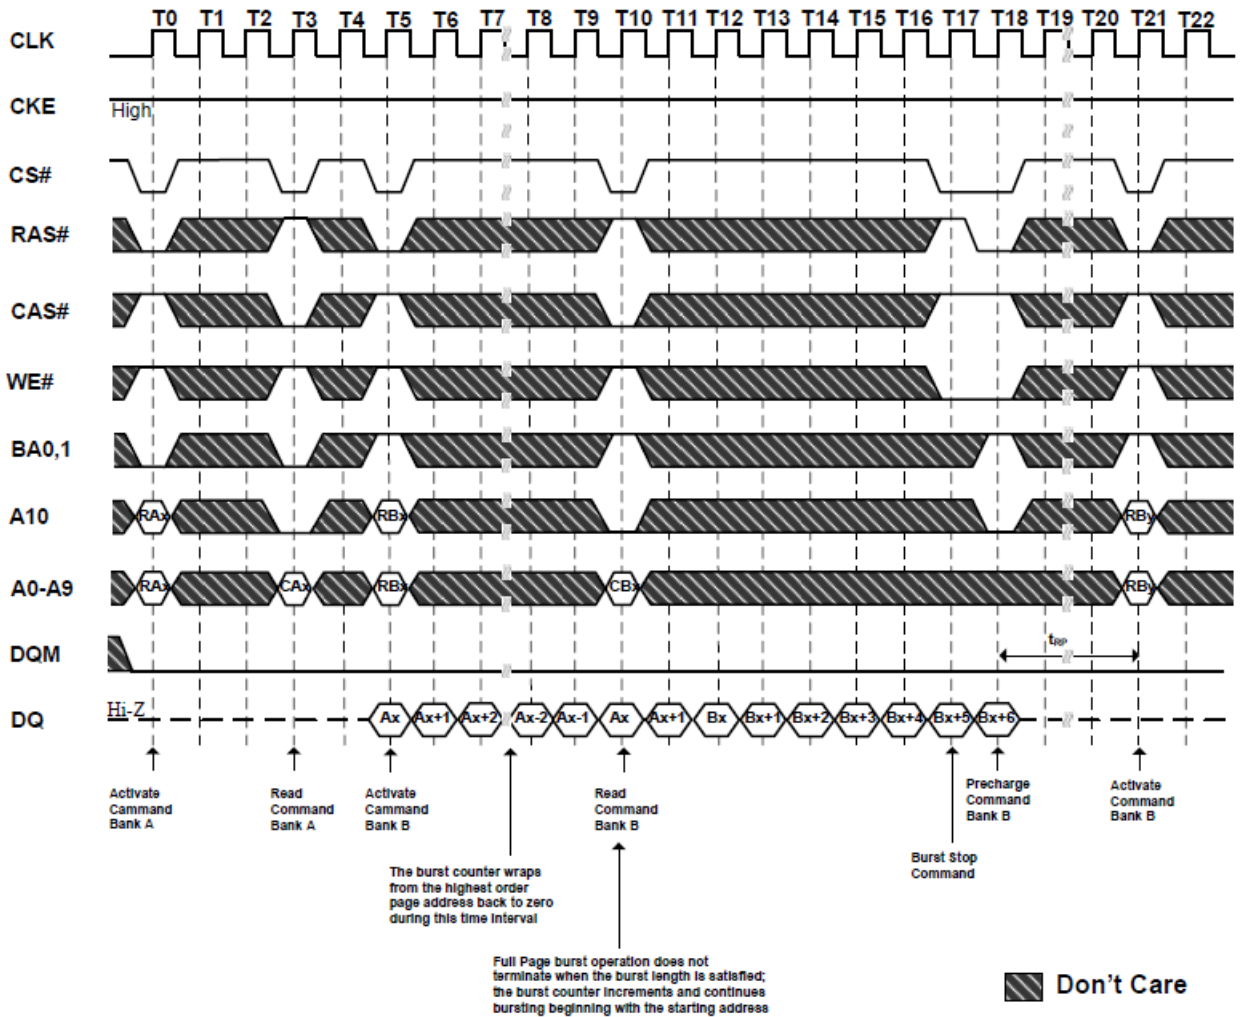 T0 T1 T2 T3 T4 T5 T6 T7 T8 T9 T10 T11 T12 T13 T14 T15 T16 T17 T18 T19 T20 T21 T22
CLK
CKE
High
CS#
RAS#
CAS#
WE#
BA0,1
A10
RAx RBx RBy
A0-A9
RAx CAx RBx CBx RBy
DQM
tRP
DQ
Hi-Z
Ax Ax+1 Ax+2 Ax-2 Ax-1 Ax Ax+1 Bx Bx+1 Bx+2 Bx+3 Bx+4 Bx+5 Bx+6
Activate
Cammand
Bank A
Read
Command
Bank A
Activate
Cammand
Bank B
Read
Command
Bank B
Precharge
Command
Bank B
Activate
Command
Bank B
The burst counter wraps
from the highest order
page address back to zero
during this time interval
Burst Stop
Command
Full Page burst operation does not
terminate when the burst length is satisfied;
the burst counter increments and continues
bursting beginning with the starting address
Don't Care